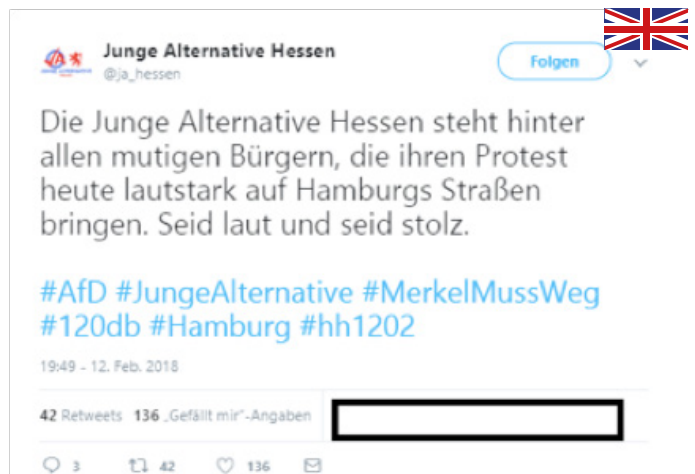 Junge Alternative Hessen
@ja_hessen
Folgen
Die Junge Alternative Hessen steht hinter
allen mutigen Bürgern, die ihren Protest
heute lautstark auf Hamburgs Straßen
bringen. Seid laut und seid stolz.
#AfD #JungeAlternative #MerkelMussWeg
#120db #Hamburg #hh1202
19:49 - 12. Feb. 2018
42 Retweets 136 „Gefällt mir“-Angaben
3 42 136